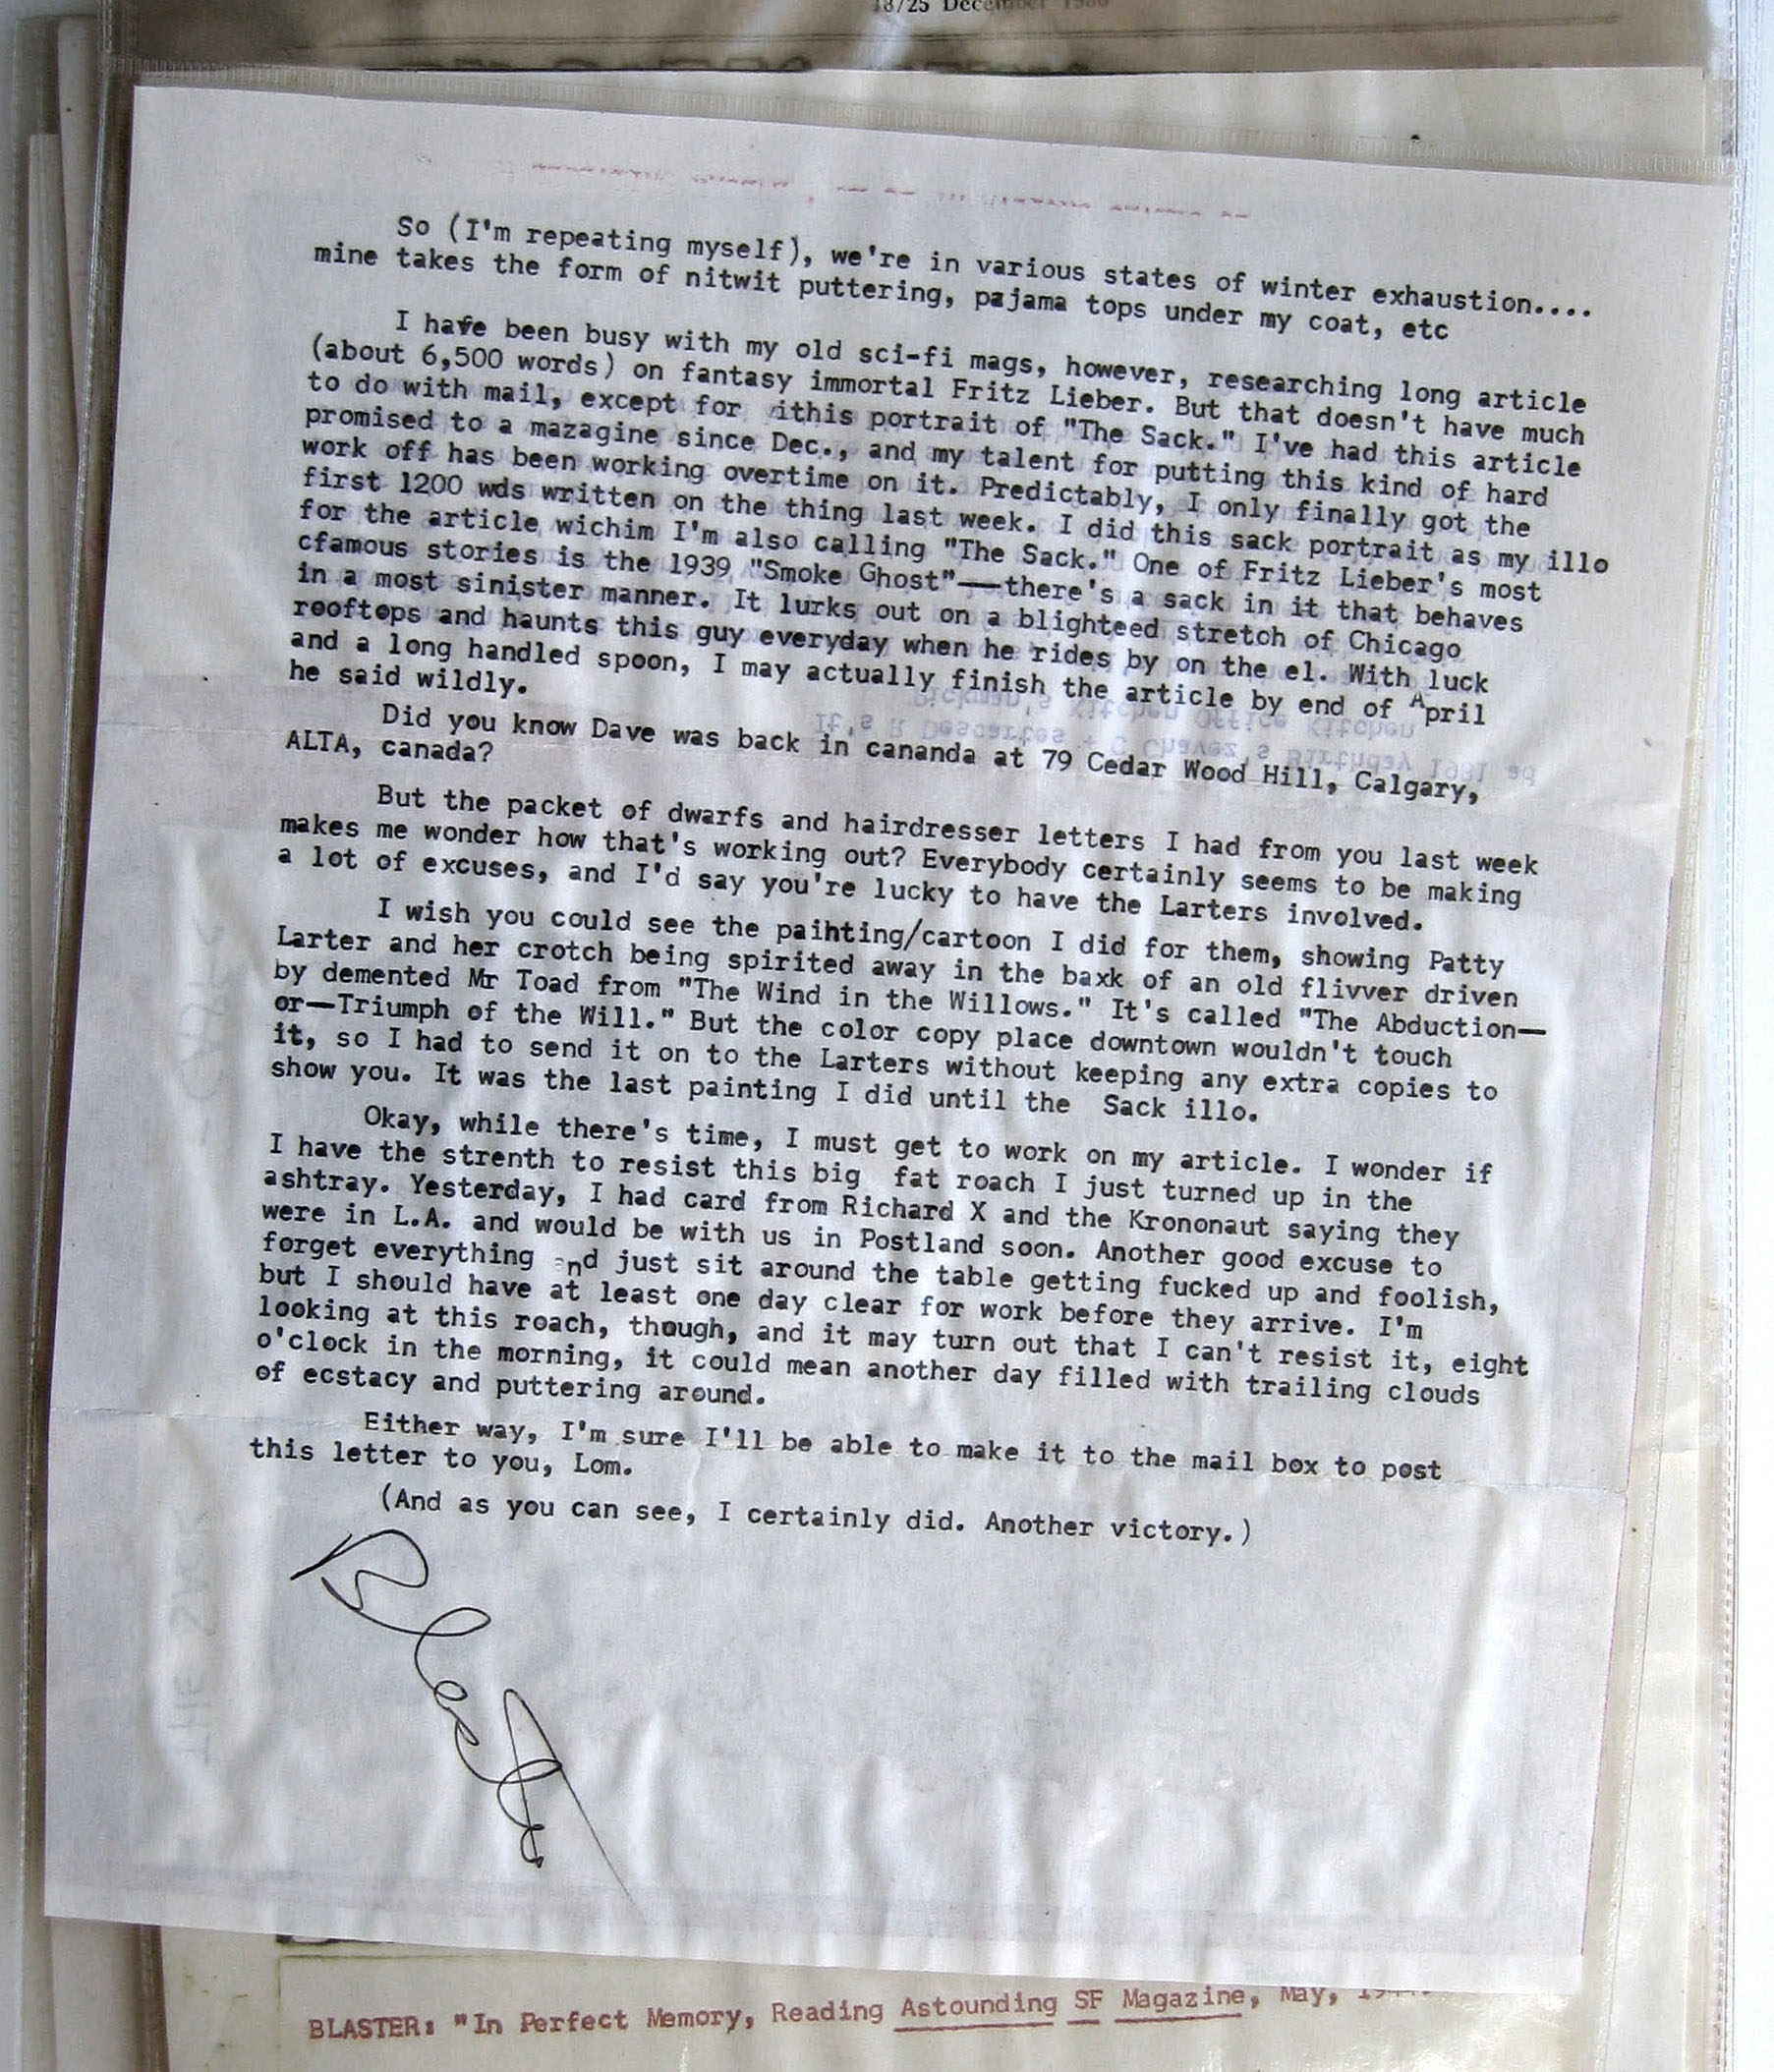 18/25 December 1980
So (I'm repeating myself), we're in various states of winter exhaustion....
mine takes the form of nitwit puttering, pajama tops under my coat, etc
I have been busy with my old sci-fi mags, however, researching long article
(about 6,500 words) on fantasy immortal Fritz Lieber. But that doesn't have much
to do with mail, except for ithis portrait of "The Sack." I've had this article
promised to a mazagine since Dec., and my talent for putting this kind of hard
work off has been working overtime on it. Predictably, I only finally got the
first 1200 wds written on the thing last week. I did this sack portrait as my illo
for the article wichim I'm also calling "The Sack." One of Fritz Lieber's most
cfamous stories is the 1939 "Smoke Ghost"——there's a sack in it that behaves
in a most sinister manner. It lurks out on a blighteed stretch of Chicago
rooftops and haunts this guy everyday when he rides by on the el. With luck
and a long handled spoon, I may actually finish the article by end of April
he said wildly.
Pickman's Kitchen Office Kitchen
It's R Descartes + C Chavez's Birthday 1981 ad
Did you know Dave was back in cananda at 79 Cedar Wood Hill, Calgary,
ALTA, canada?
But the packet of dwarfs and hairdresser letters I had from you last week
makes me wonder how that's working out? Everybody certainly seems to be making
a lot of excuses, and I'd say you're lucky to have the Larters involved.
I wish you could see the paihting/cartoon I did for them, showing Patty
Larter and her crotch being spirited away in the baxk of an old flivver driven
by demented Mr Toad from "The Wind in the Willows." It's called "The Abduction—
or—Triumph of the Will." But the color copy place downtown wouldn't touch
it, so I had to send it on to the Larters without keeping any extra copies to
show you. It was the last painting I did until the Sack illo.
Okay, while there's time, I must get to work on my article. I wonder if
I have the strenth to resist this big fat roach I just turned up in the
ashtray. Yesterday, I had card from Richard X and the Krononaut saying they
were in L.A. and would be with us in Postland soon. Another good excuse to
forget everything and just sit around the table getting fucked up and foolish,
but I should have at least one day clear for work before they arrive. I'm
looking at this roach, though, and it may turn out that I can't resist it, eight
o'clock in the morning, it could mean another day filled with trailing clouds
of ecstacy and puttering around.
Either way, I'm sure I'll be able to make it to the mail box to post
this letter to you, Lom.
(And as you can see, I certainly did. Another victory.)
Blaster
THE SACK
BLASTER: "In Perfect Memory, Reading Astounding SF Magazine, May,